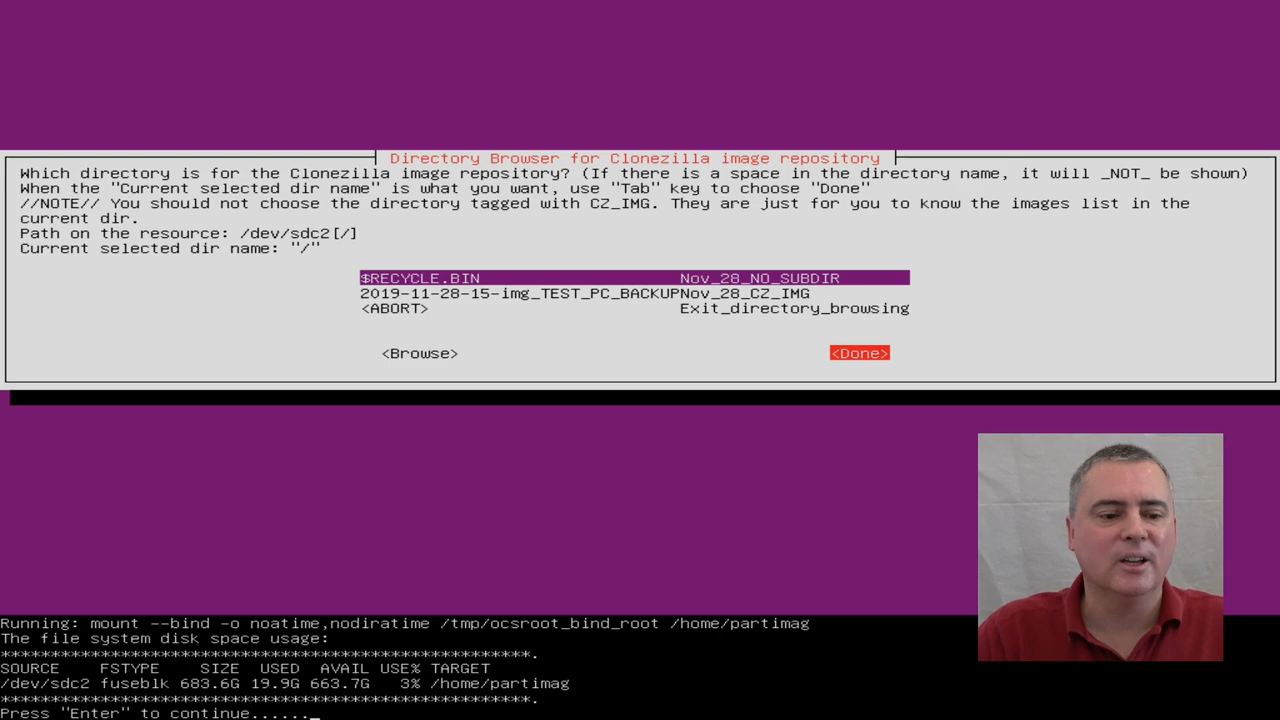 Directory Browser for Clonezilla image repository
Which directory is for the Clonezilla image repository? (If there is a space in the directory name, it will _NOT_ be shown)
When the "Current selected dir name" is what you want, use "Tab" key to choose "Done"
//NOTE// You should not choose the directory tagged with CZ_IMG. They are just for you to know the images list in the
current dir.
Path on the resource: /dev/sdc2[/]
Current selected dir name: "/"
$RECYCLE.BIN Nov_28_NO_SUBDIR
2019-11-28-15-img_TEST_PC_BACKUPNov_28_CZ_IMG
<ABORT> Exit_directory_browsing
<Browse> <Done>
Running: mount --bind -o noatime,nodiratime /tmp/ocsroot_bind_root /home/partimag
The file system disk space usage:
*****************************************************.
SOURCE FSTYPE SIZE USED AVAIL USE% TARGET
/dev/sdc2 fuseblk 683.6G 19.9G 663.7G 3% /home/partimag
*****************************************************.
Press "Enter" to continue......_